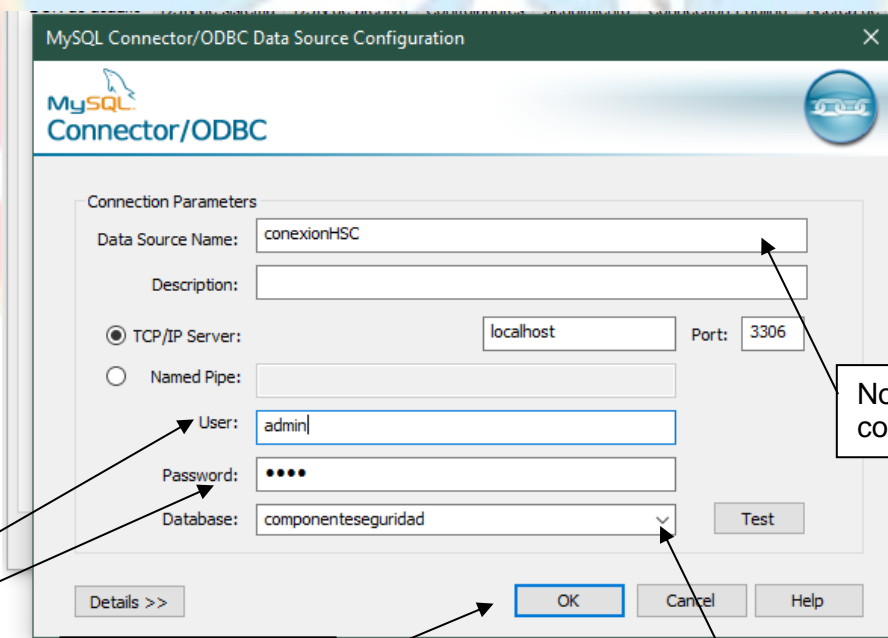 MySQL Connector/ODBC Data Source Configuration
MySQL
Connector/ODBC
Connection Parameters
Data Source Name: conexionHSC
Description:
TCP/IP Server: localhost Port: 3306
Named Pipe:
User: admin
Password: ••••
Database: componenteseguridad Test
Details >> OK Cancel Help